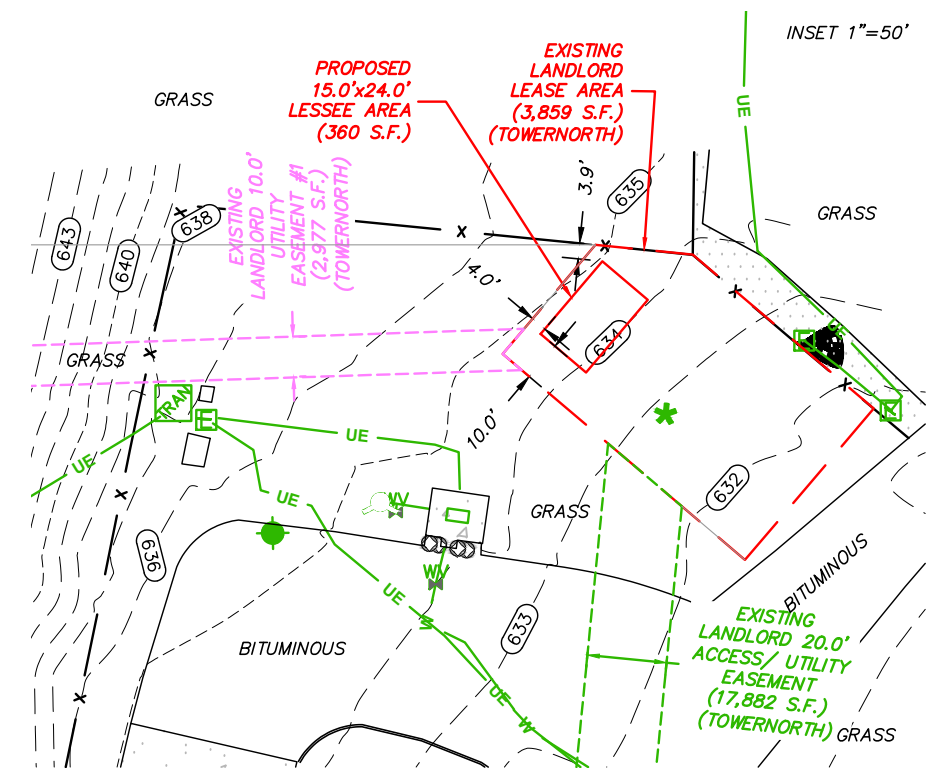 INSET 1"=50'
EXISTING
LANDLORD
LEASE AREA
(3,859 S.F.)
(TOWERNORTH)
PROPOSED
15.0'x24.0'
LESSEE AREA
(360 S.F.)
GRASS
UE
EXISTING
LANDLORD 10.0'
UTILITY
EASEMENT #1
(2,977 S.F.)
(TOWERNORTH)
3.9'
635
GRASS
638
643
640
X
X
X
4.0'
X
UE
634
GRASS
X
X
TRAN
E
UE
10.0'
UE
632
UE
WV
GRASS
X
636
WV
BITUMINOUS
UE
633
W
BITUMINOUS
EXISTING
LANDLORD 20.0'
ACCESS/ UTILITY
EASEMENT
(17,882 S.F.)
(TOWERNORTH)
X
UE
W
GRASS